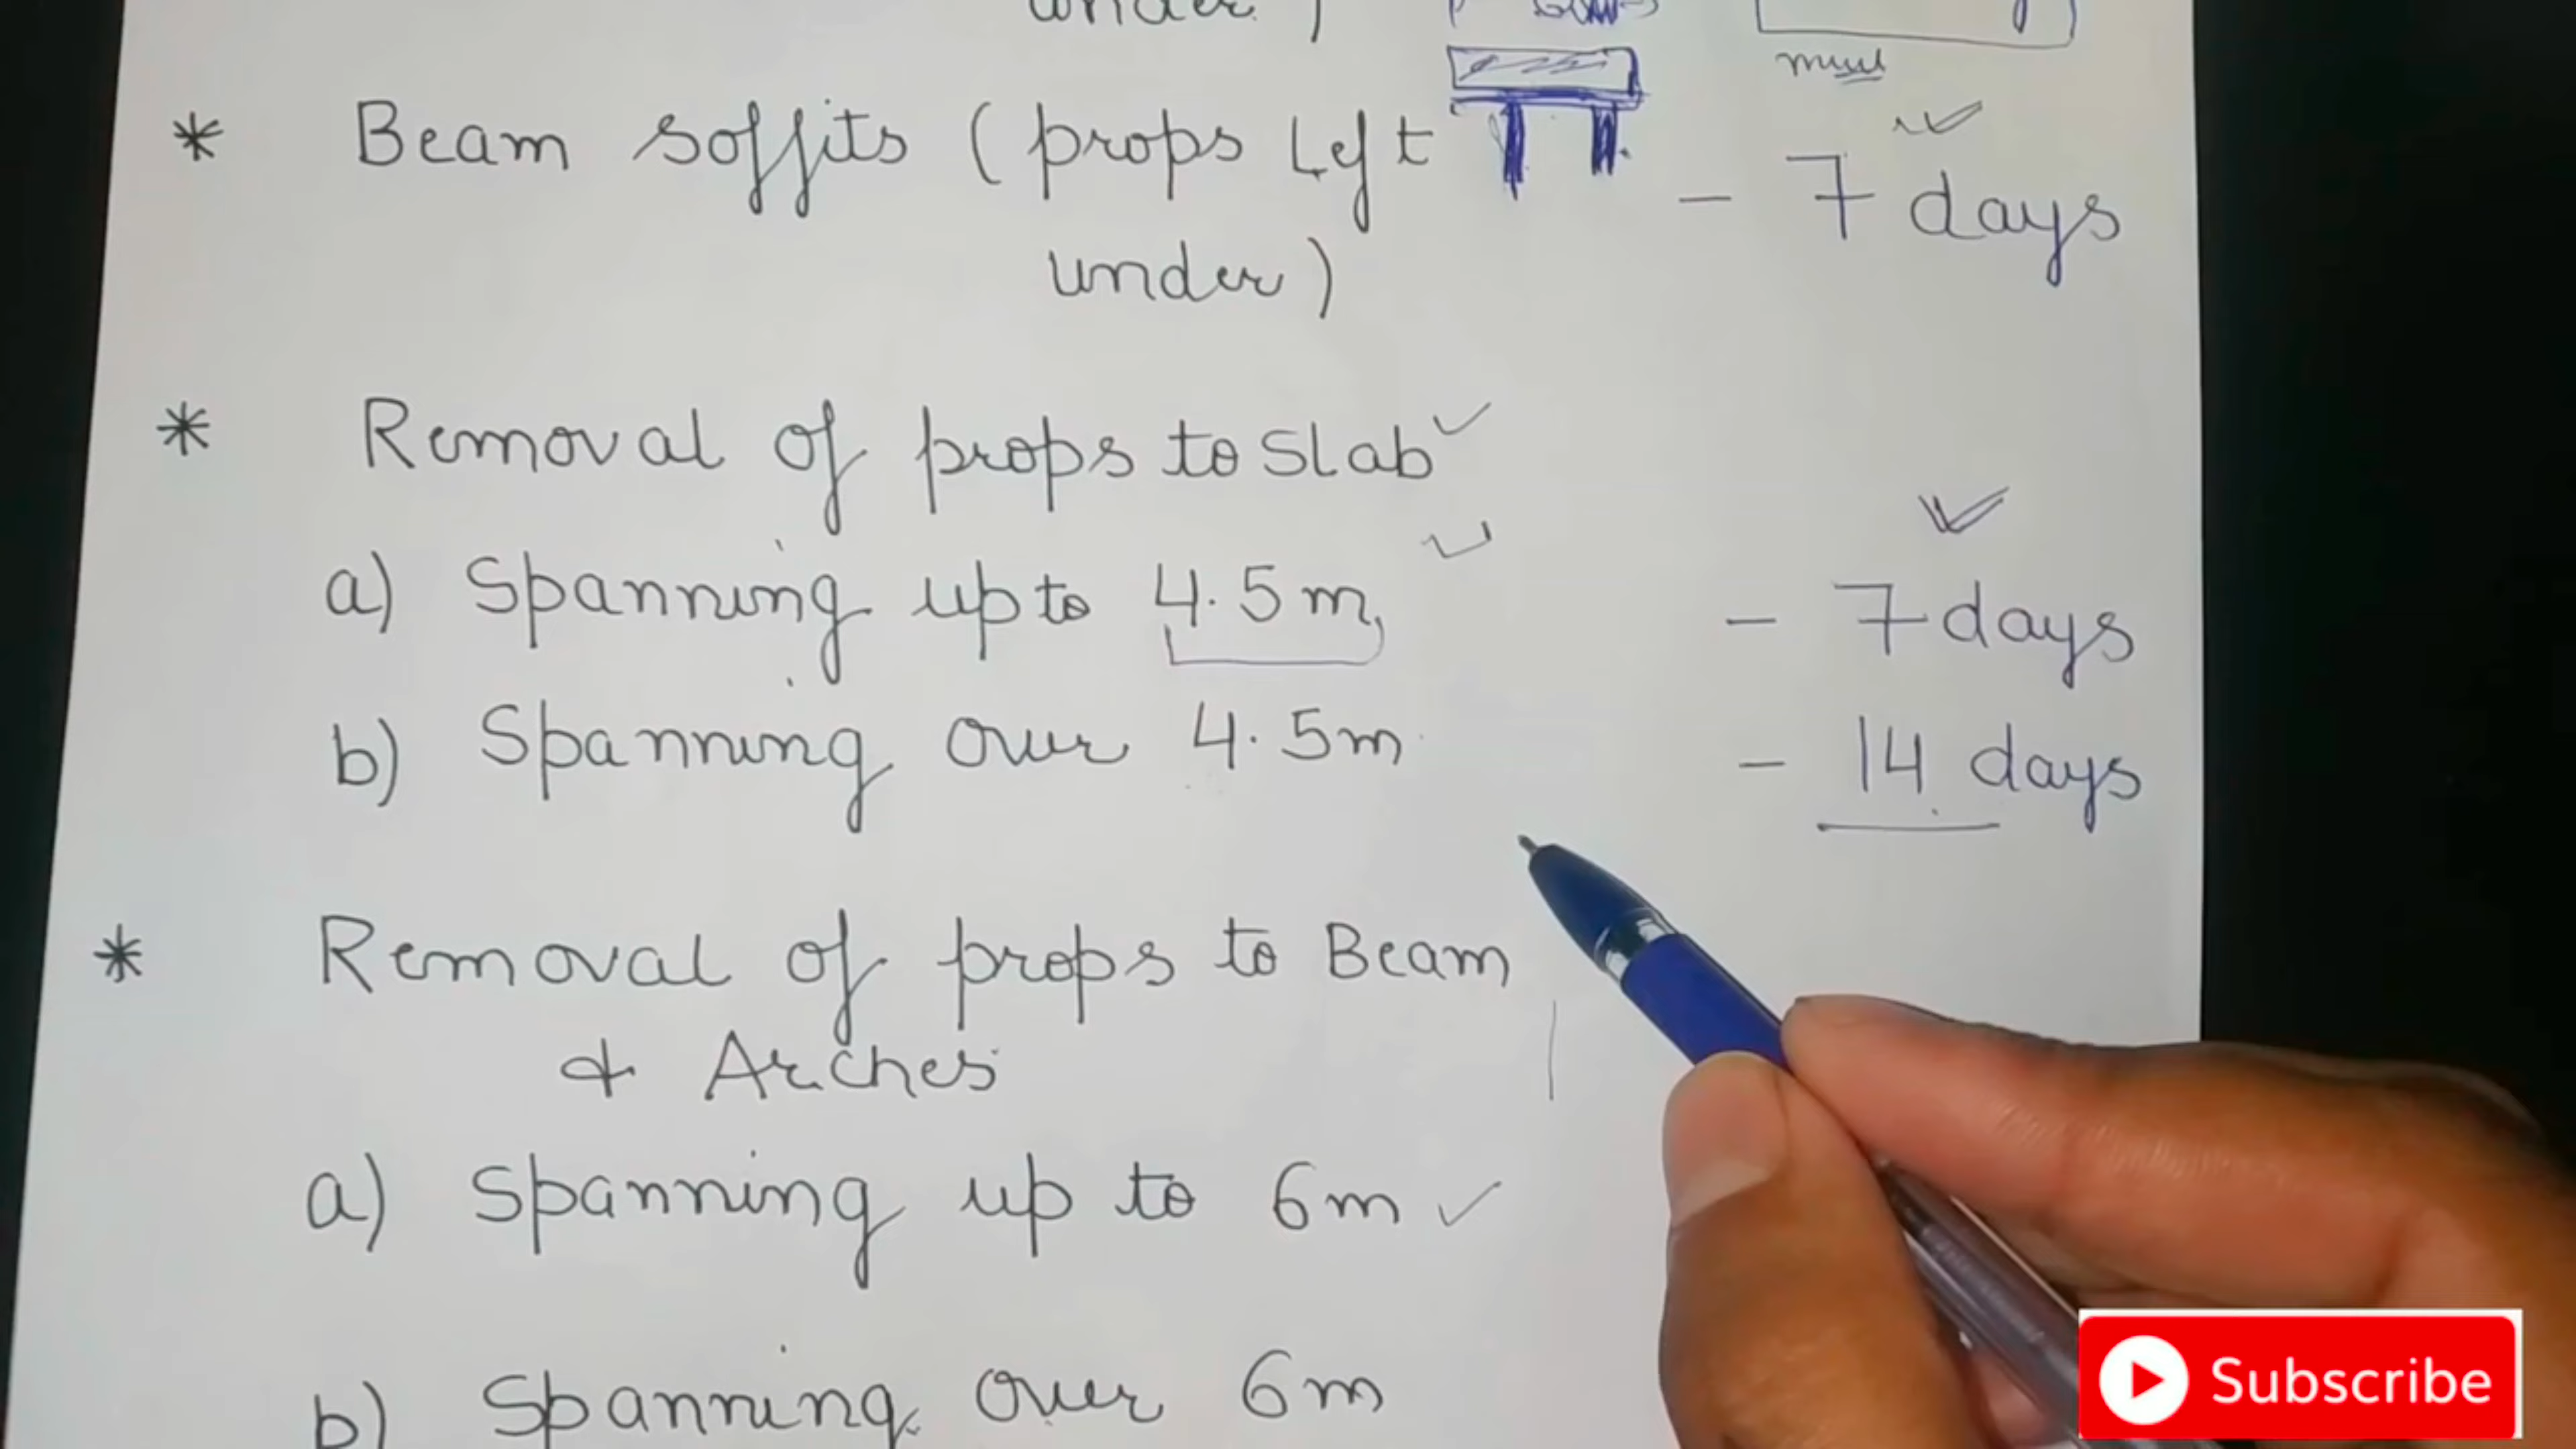 under)
must
* Beam soffits (props Left
- 7 days
under)
* Removal of props to Slab
a) Spanning up to 4.5m - 7 days
b) Spanning over 4.5m - 14 days
* Removal of props to Beam
& Arches
a) Spanning up to 6m
b) Spanning over 6m
Subscribe